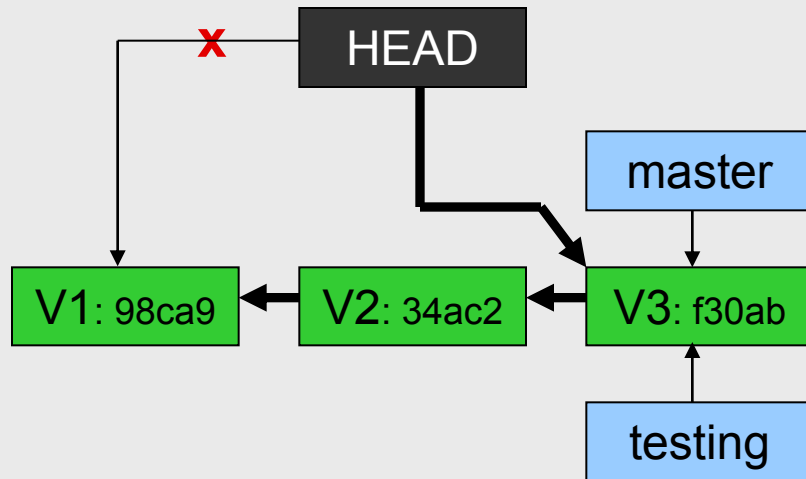 x
HEAD
master
V1: 98ca9
V2: 34ac2
V3: f30ab
testing